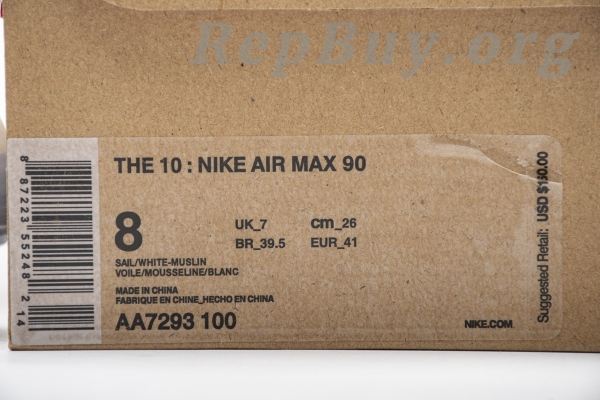 RepBuy.org
THE 10 : NIKE AIR MAX 90
8
UK_7 cm_26
BR_39.5 EUR_41
SAIL/WHITE-MUSLIN
VOILE/MOUSSELINE/BLANC
MADE IN CHINA
FABRIQUE EN CHINE_HECHO EN CHINA
AA7293 100
NIKE.COM
Suggested Retail: USD $160.00
8 87223 55248 2 14